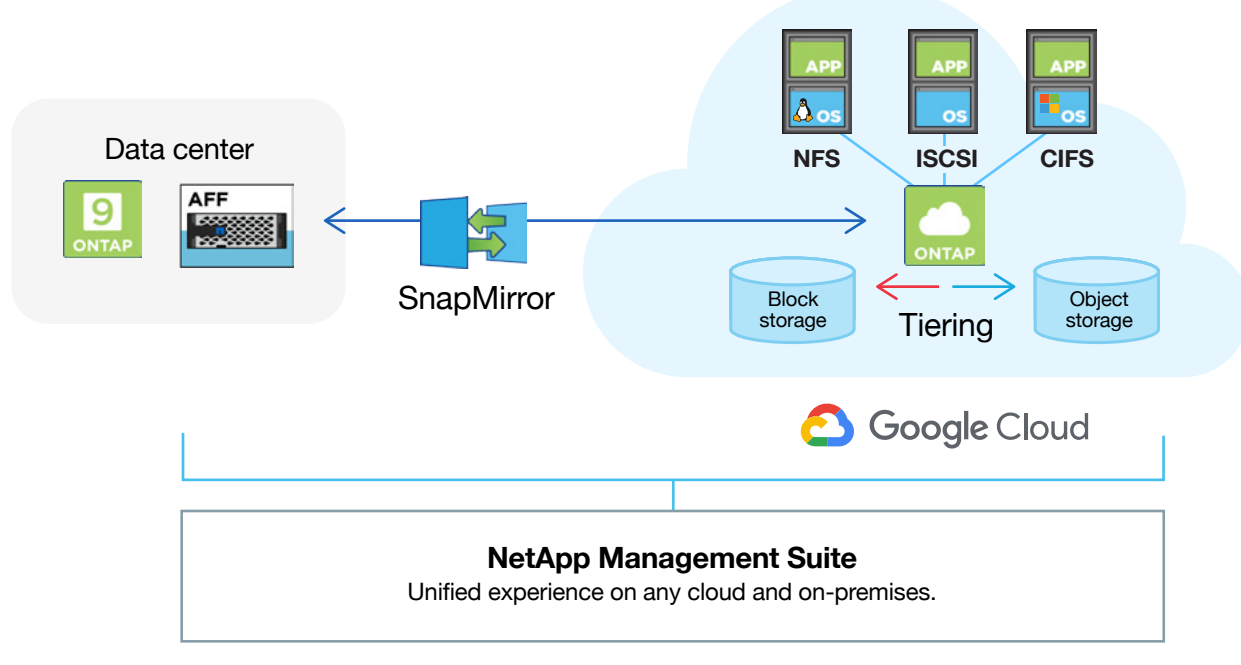 APP
APP
APP
OS
OS
OS
NFS
ISCSI
CIFS
Data center
9
ONTAP
AFF
n
SnapMirror
ONTAP
Block
storage
Tiering
Object
storage
Google Cloud
NetApp Management Suite
Unified experience on any cloud and on-premises.